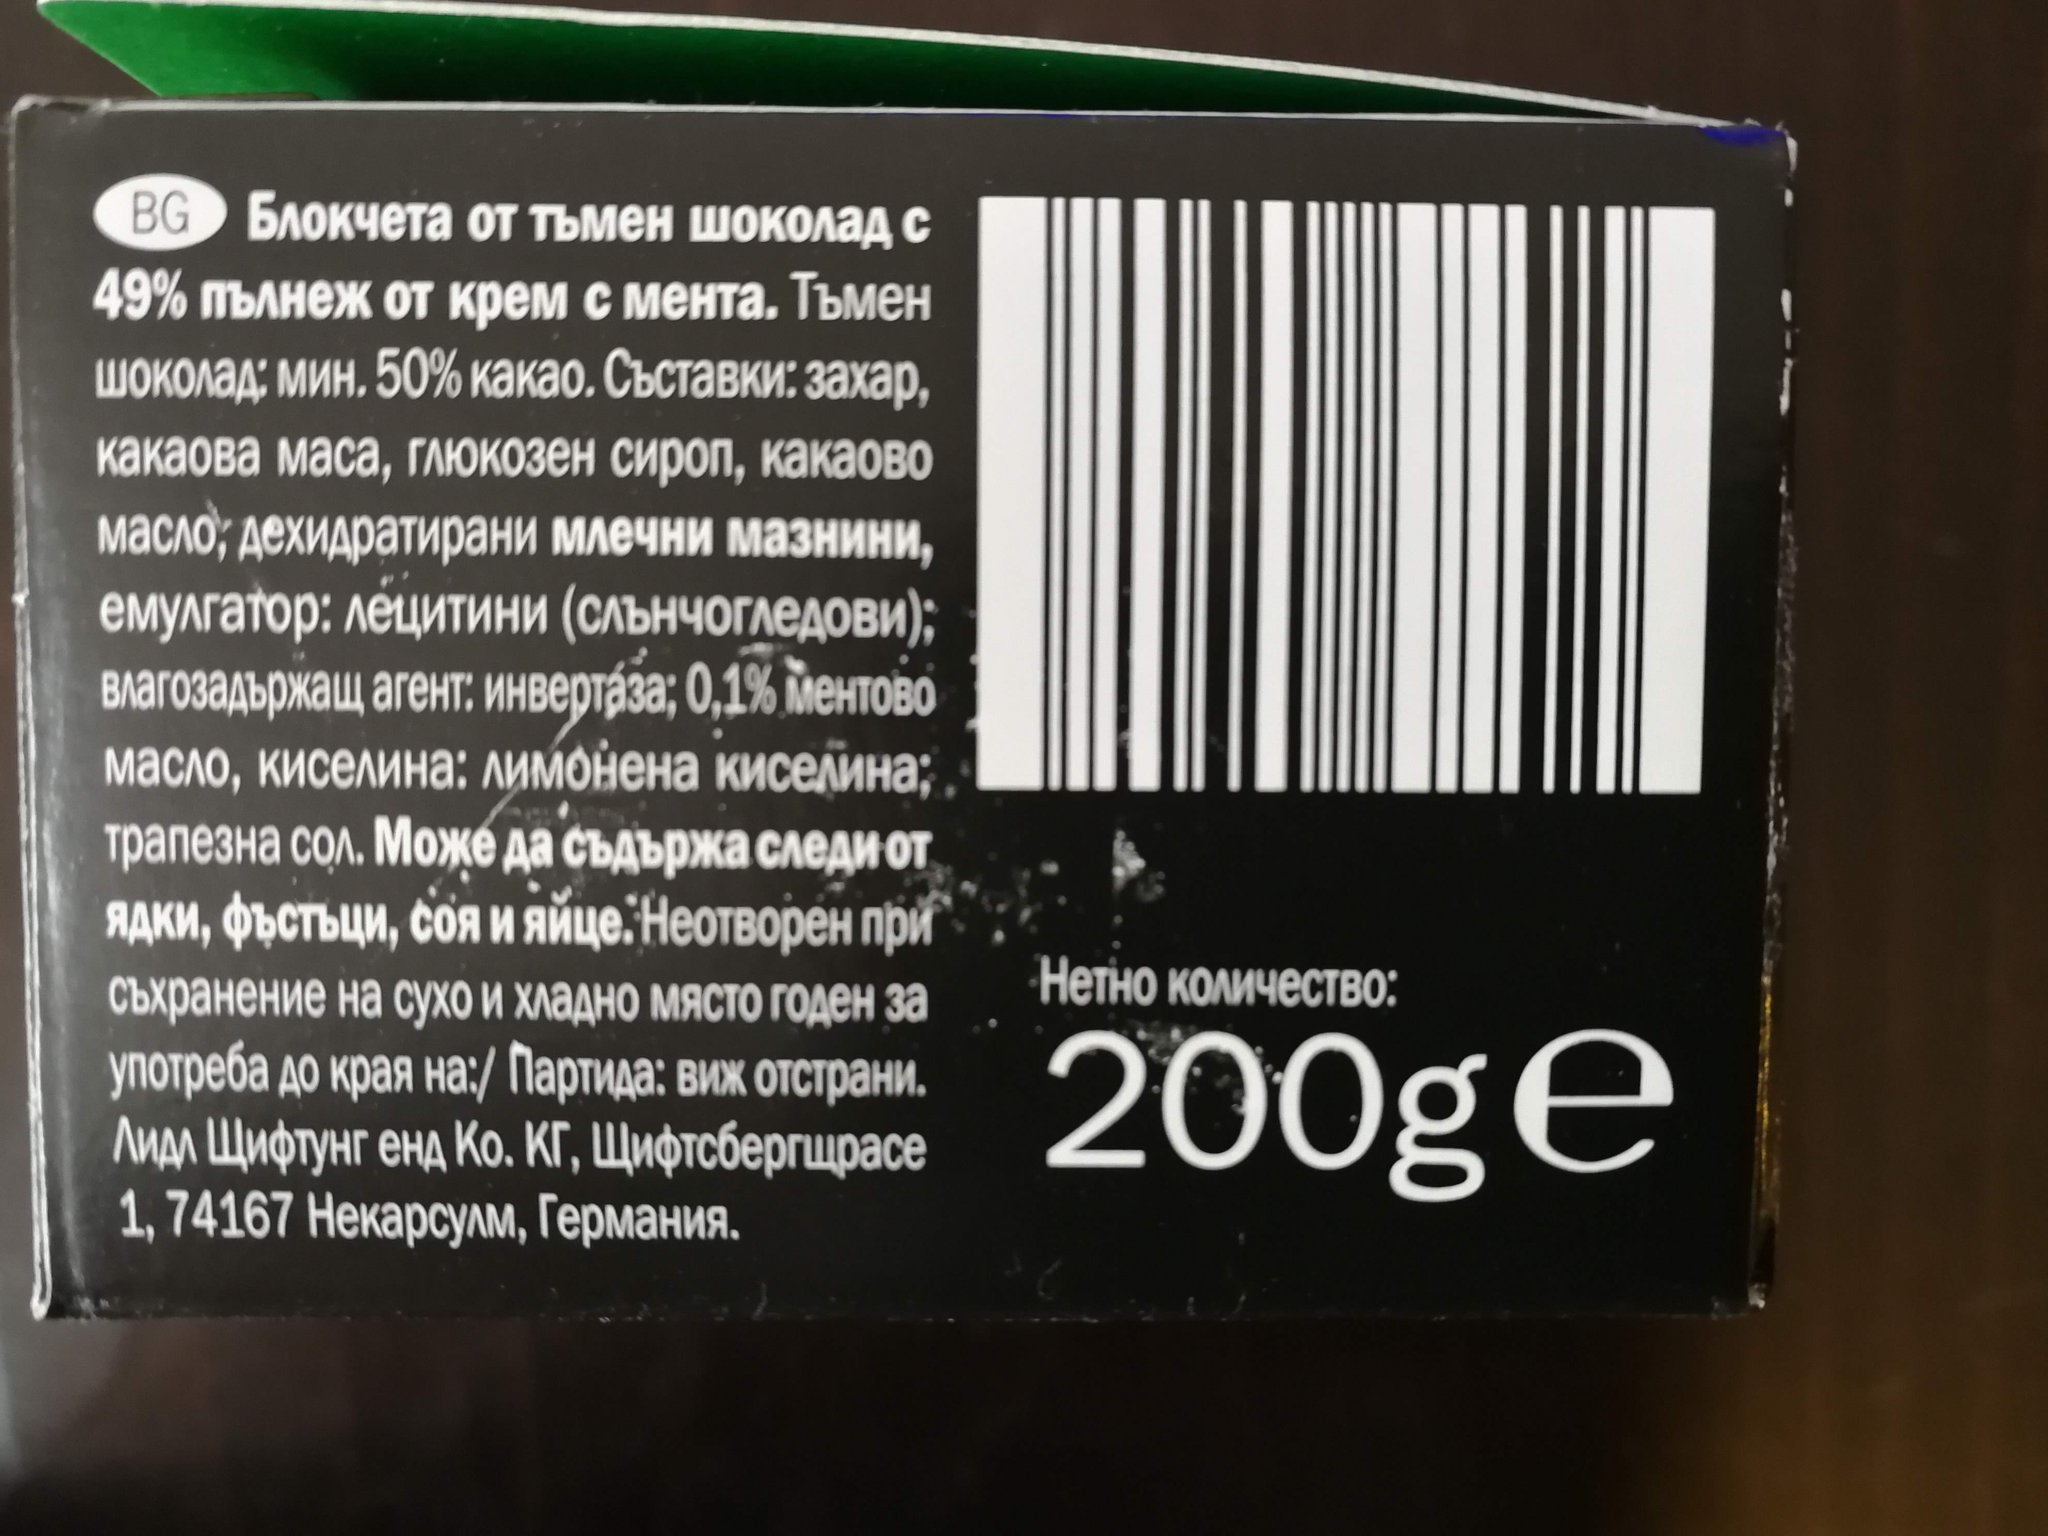 BG Блокчета от тъмен шоколад с
49% пълнеж от крем с мента. Тъмен
шоколад: мин. 50% какао. Съставки: захар,
какаова маса, глюкозен сироп, какаово
масло, дехидратирани млечни мазнини,
емулгатор: лецитини (слънчогледови);
влагозадържащ агент: инвертаза; 0,1% ментово
масло, киселина: лимонена киселина;
трапезна сол. Може да съдържа следи от
ядки, фъстъци, соя и яйце. Неотворен при
съхранение на сухо и хладно място годен за
употреба до края на:/ Партида: виж отстрани.
Лидл Щифтунг енд Ко. КГ, Щифтсбергщрасе
1, 74167 Некарсулм, Германия.
Нетно количество:
200g e